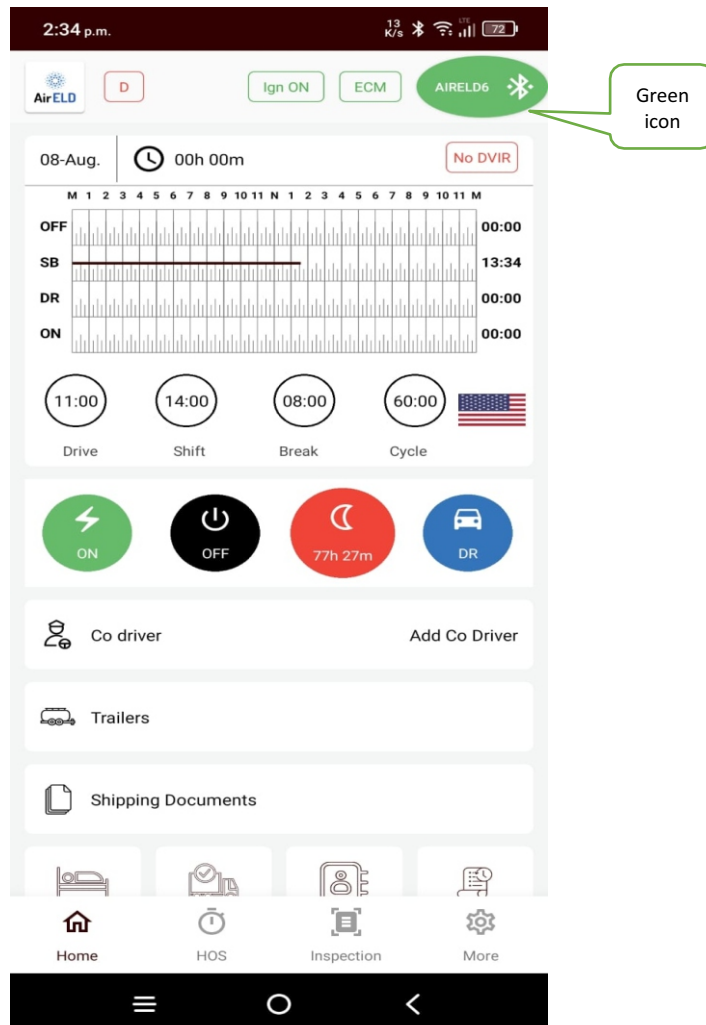 2:34 p.m.
13 K/s LTE 72
AirELD D Ign ON ECM AIRELD6
Green
icon
08-Aug. 00h 00m No DVIR
M 1 2 3 4 5 6 7 8 9 10 11 N 1 2 3 4 5 6 7 8 9 10 11 M
OFF 00:00
SB 13:34
DR 00:00
ON 00:00
11:00 14:00 08:00 60:00
Drive Shift Break Cycle
ON OFF 77h 27m DR
Co driver Add Co Driver
Trailers
Shipping Documents
Home HOS Inspection More